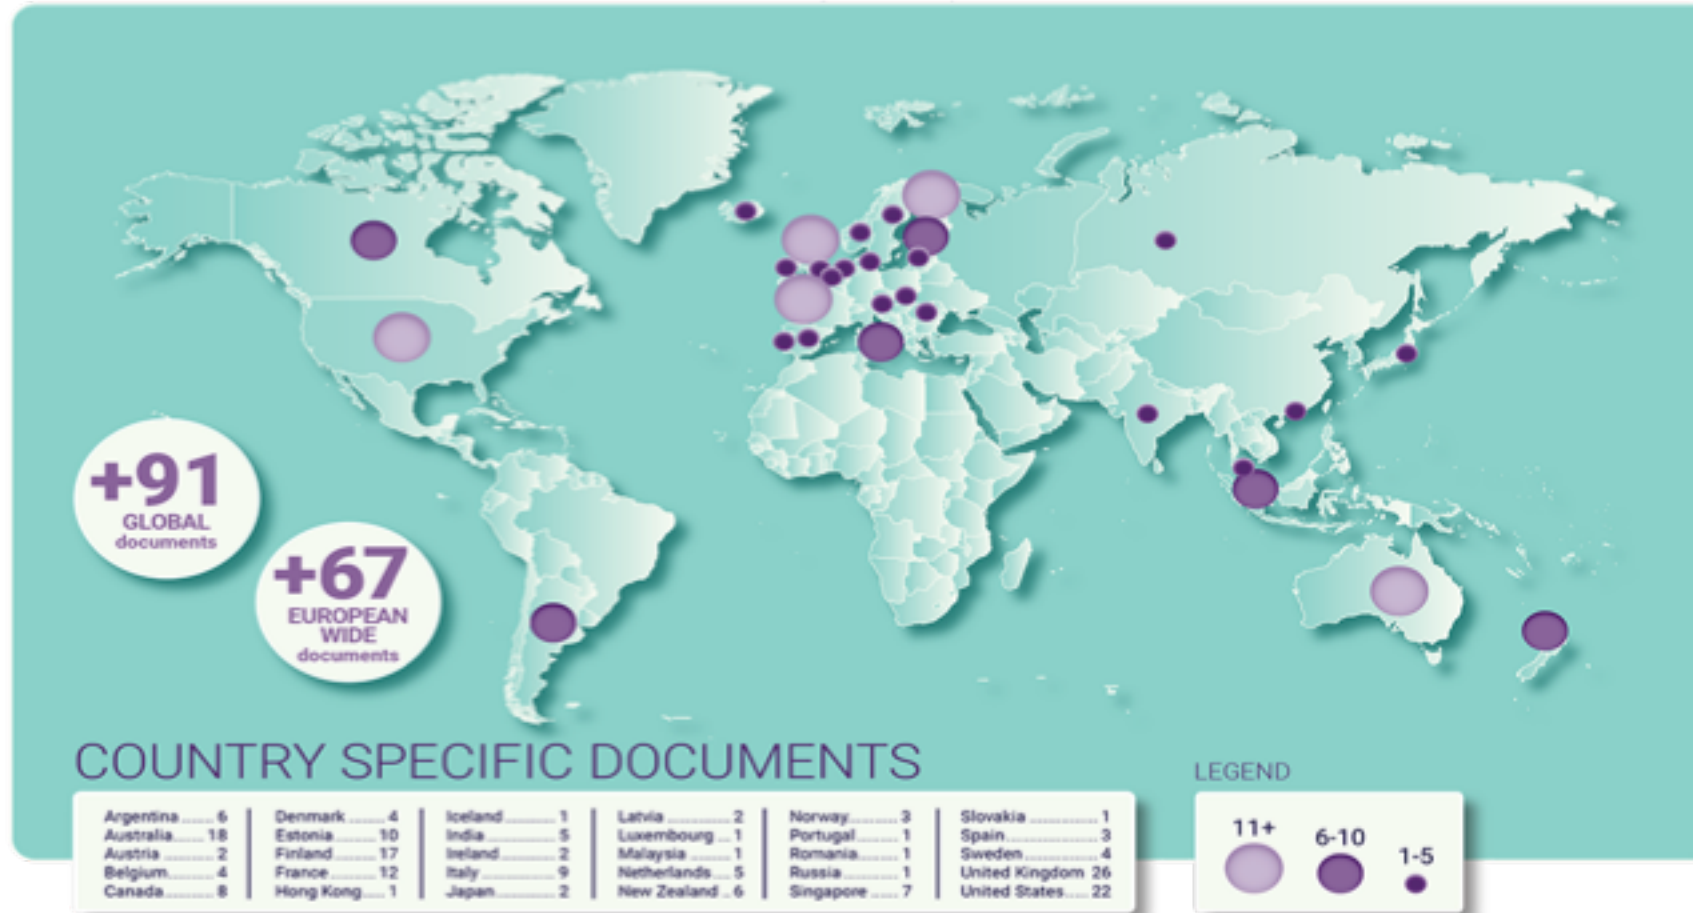 +91
GLOBAL
documents
+67
EUROPEAN
WIDE
documents
COUNTRY SPECIFIC DOCUMENTS
Argentina ...... 6
Australia...... 18
Austria ...... 2
Belgium...... 4
Canada...... 8
Denmark ...... 4
Estonia ...... 10
Finland ...... 17
France ...... 12
Hong Kong.... 1
Iceland ...... 1
India ...... 5
Ireland ...... 2
Italy ...... 9
Japan ...... 2
Latvia ...... 2
Luxembourg ... 1
Malaysia ...... 1
Netherlands.... 5
New Zealand .. 6
Norway...... 3
Portugal ...... 1
Romania...... 1
Russia ...... 1
Singapore ..... 7
Slovakia ...... 1
Spain...... 3
Sweden ...... 4
United Kingdom 26
United States..... 22
LEGEND
11+
6-10
1-5